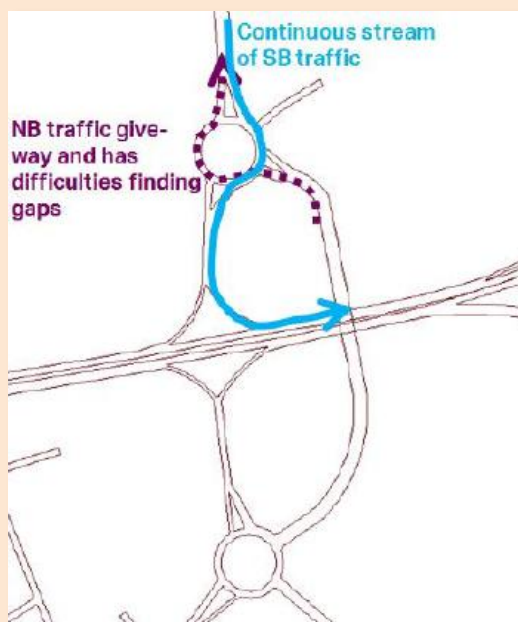 Continuous stream
of SB traffic
NB traffic give-
way and has
difficulties finding
gaps